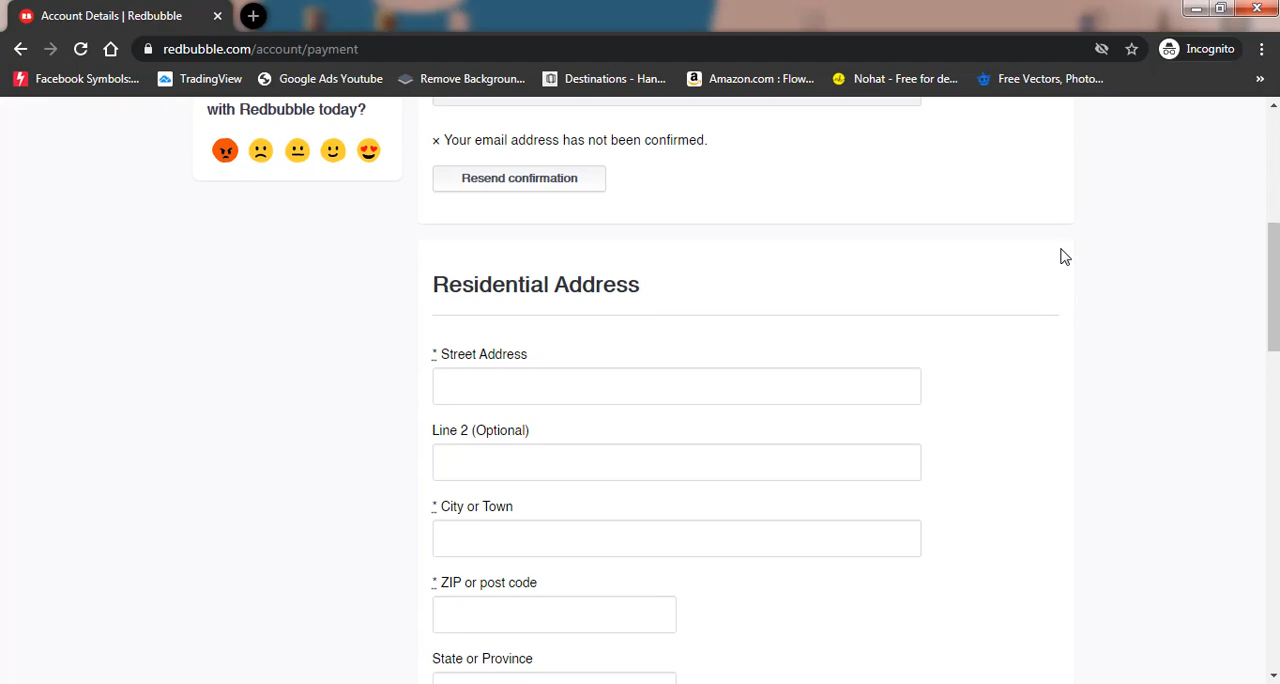 Account Details | Redbubble
redbubble.com/account/payment
Incognito
Facebook Symbols:...
TradingView
Google Ads Youtube
Remove Backgroun...
Destinations - Han...
Amazon.com : Flow...
Nohat - Free for de...
Free Vectors, Photo...
»
with Redbubble today?
× Your email address has not been confirmed.
Resend confirmation
Residential Address
* Street Address
Line 2 (Optional)
* City or Town
* ZIP or post code
State or Province